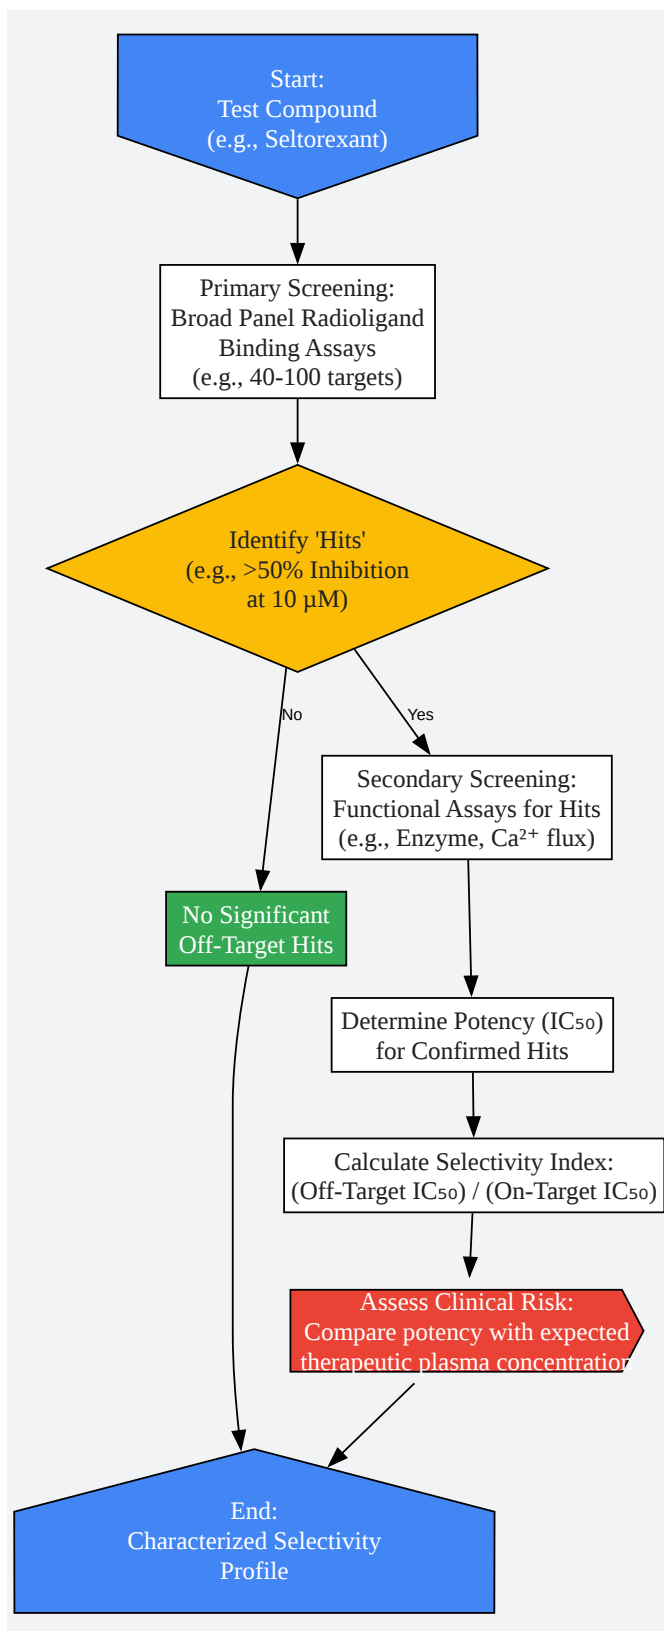 Start:
Test Compound
(e.g., Seltorexant)
Primary Screening:
Broad Panel Radioligand
Binding Assays
(e.g., 40-100 targets)
Identify 'Hits'
(e.g., >50% Inhibition
at 10 µM)
No
Yes
Secondary Screening:
Functional Assays for Hits
(e.g., Enzyme, Ca²⁺ flux)
No Significant
Off-Target Hits
Determine Potency (IC₅₀)
for Confirmed Hits
Calculate Selectivity Index:
(Off-Target IC₅₀) / (On-Target IC₅₀)
Assess Clinical Risk:
Compare potency with expected
therapeutic plasma concentration
End:
Characterized Selectivity
Profile